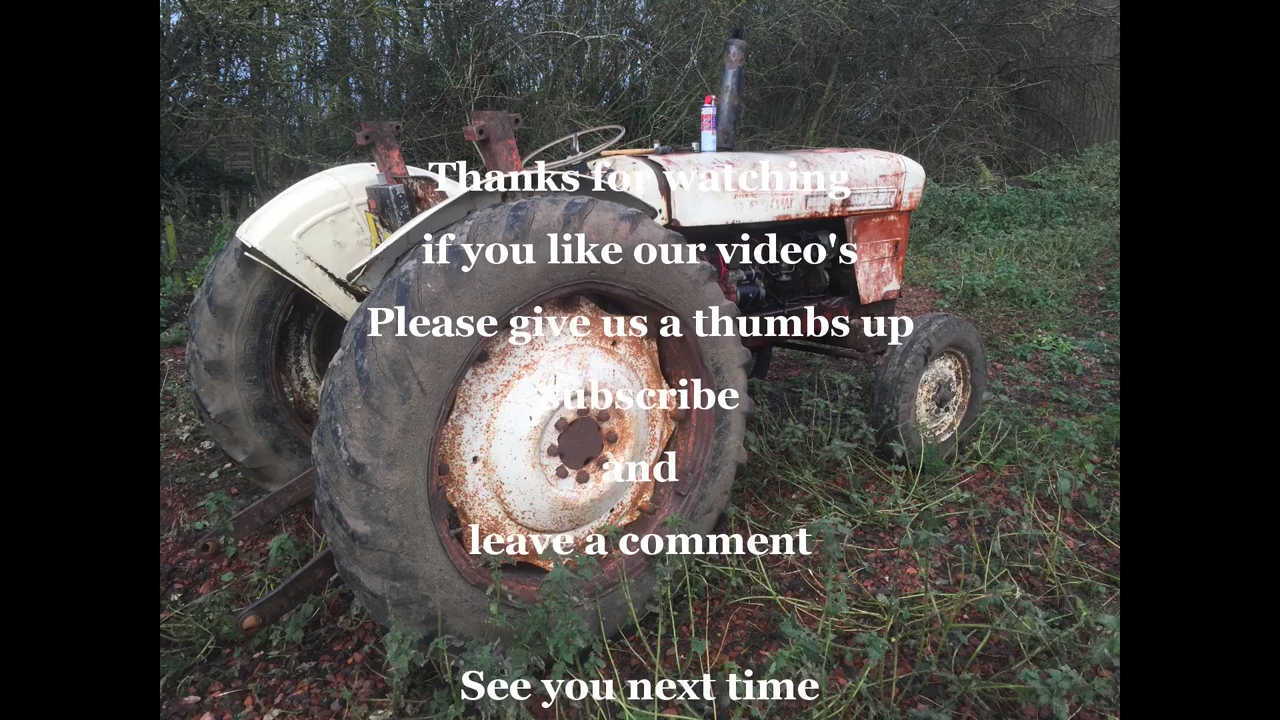 Thanks for watching
if you like our video's
Please give us a thumbs up
subscribe
and
leave a comment
See you next time